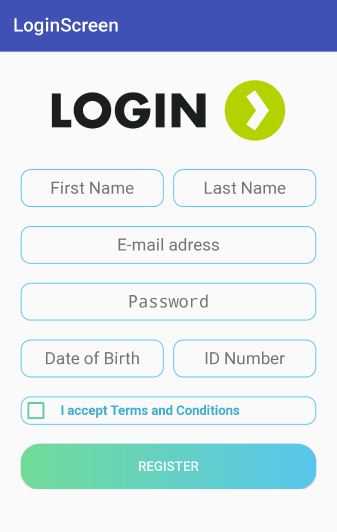 LoginScreen
LOGIN
First Name Last Name
E-mail adress
Password
Date of Birth ID Number
I accept Terms and Conditions
REGISTER